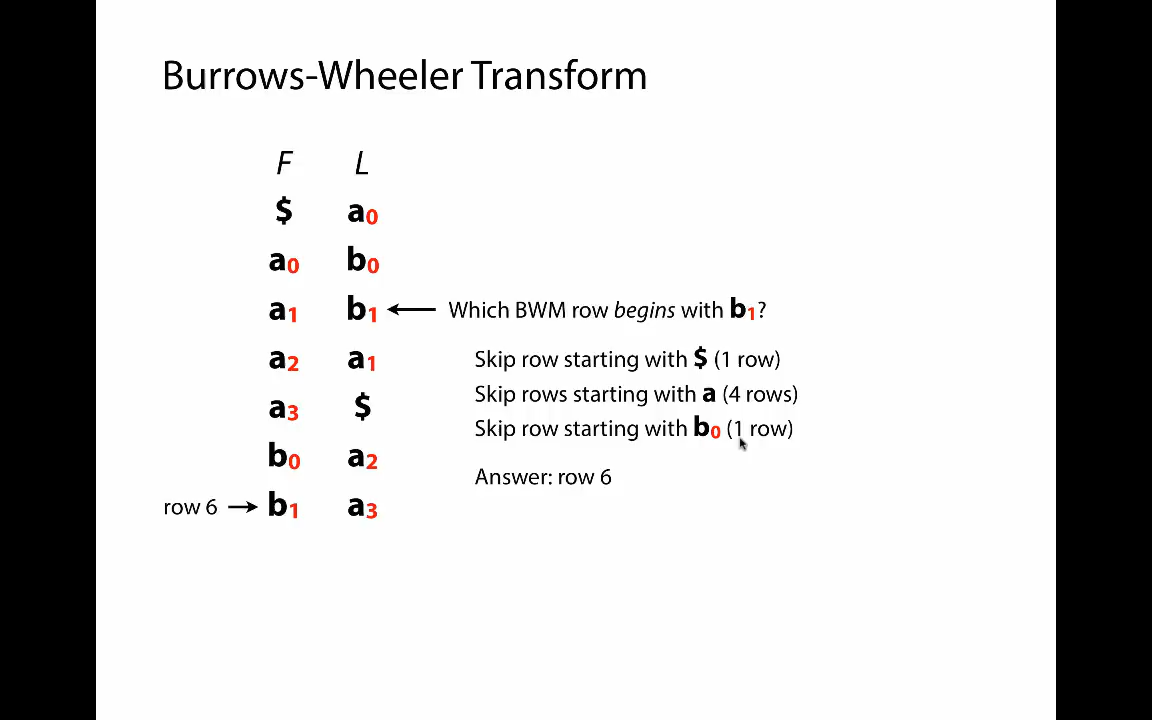 Burrows-Wheeler Transform
F L
$ a0
a0 b0
a1 b1 Which BWM row begins with b1?
a2 a1 Skip row starting with $ (1 row)
Skip rows starting with a (4 rows)
a3 $
Skip row starting with b0 (1 row)
b0 a2
Answer: row 6
row 6 b1 a3